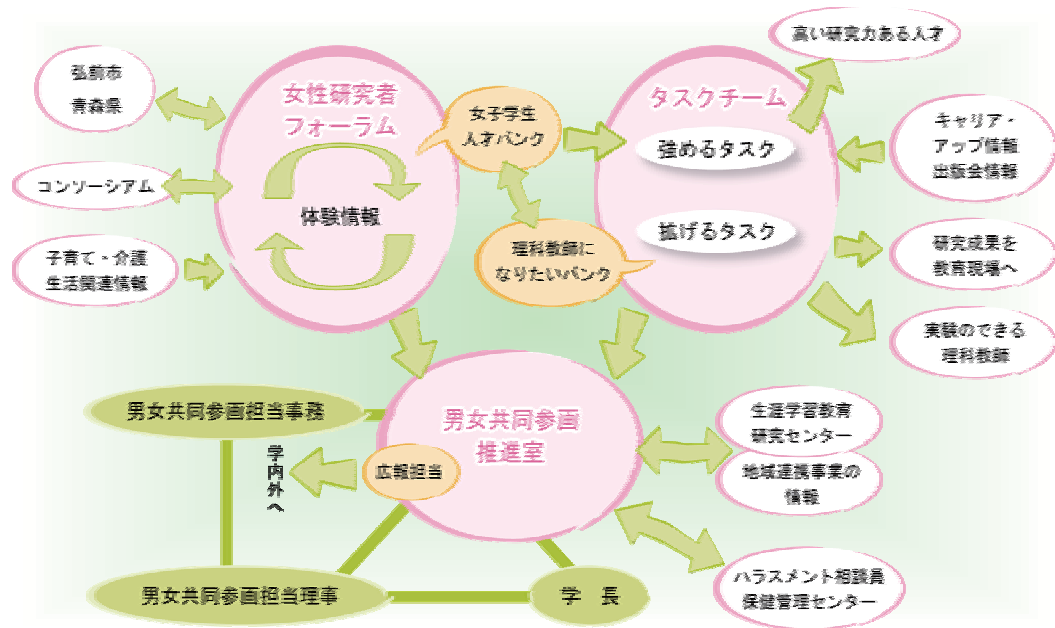 高い研究力ある人才
弘前市
青森県
女性研究者
フォーラム
女子学生
人才バンク
タスクチーム
強めるタスク
キャリア・
アップ情報
出版会情報
コンソーシアム
体験情報
拡げるタスク
子育て・介護
生活関連情報
理科教師に
なりたいバンク
研究成果を
教育現場へ
実験のできる
理科教師
男女共同参画担当事務
男女共同参画
推進室
生涯学習教育
研究センター
学内外へ
広報担当
地域連携事業の
情報
男女共同参画担当理事
学　長
ハラスメント相談員
保健管理センター